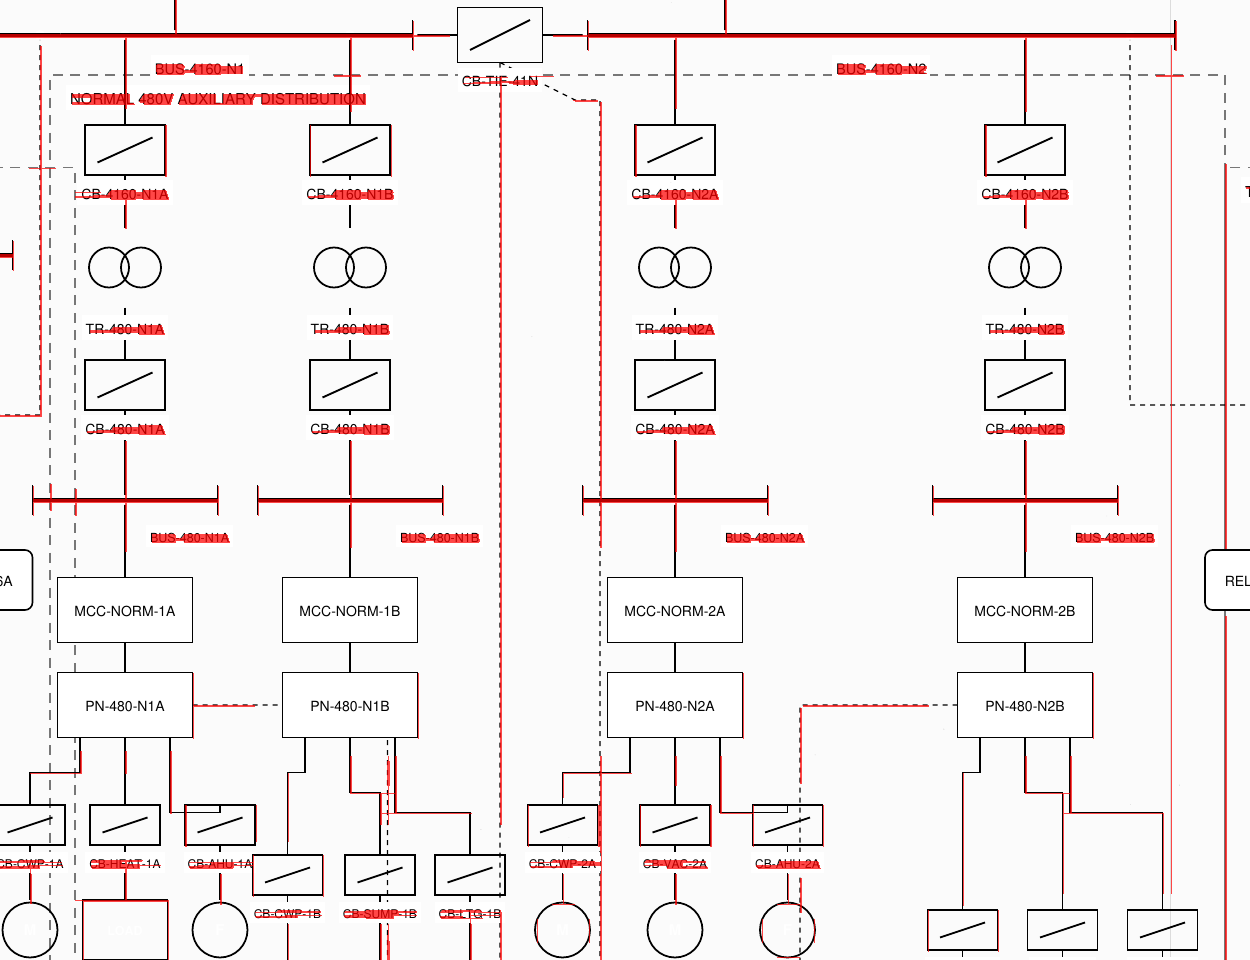 BUS-4160-N1
BUS-4160-N2
CB-TIE-41N
NORMAL 480V AUXILIARY DISTRIBUTION
CB-4160-N1A
CB-4160-N1B
CB-4160-N2A
CB-4160-N2B
TR-480-N1A
TR-480-N1B
TR-480-N2A
TR-480-N2B
CB-480-N1A
CB-480-N1B
CB-480-N2A
CB-480-N2B
BUS-480-N1A
BUS-480-N1B
BUS-480-N2A
BUS-480-N2B
6A
REL
MCC-NORM-1A
MCC-NORM-1B
MCC-NORM-2A
MCC-NORM-2B
PN-480-N1A
PN-480-N1B
PN-480-N2A
PN-480-N2B
CB-CWP-1A
CB-HEAT-1A
CB-AHU-1A
CB-CWP-2A
CB-VAC-2A
CB-AHU-2A
CB-CWP-1B
CB-SUMP-1B
CB-LTG-1B